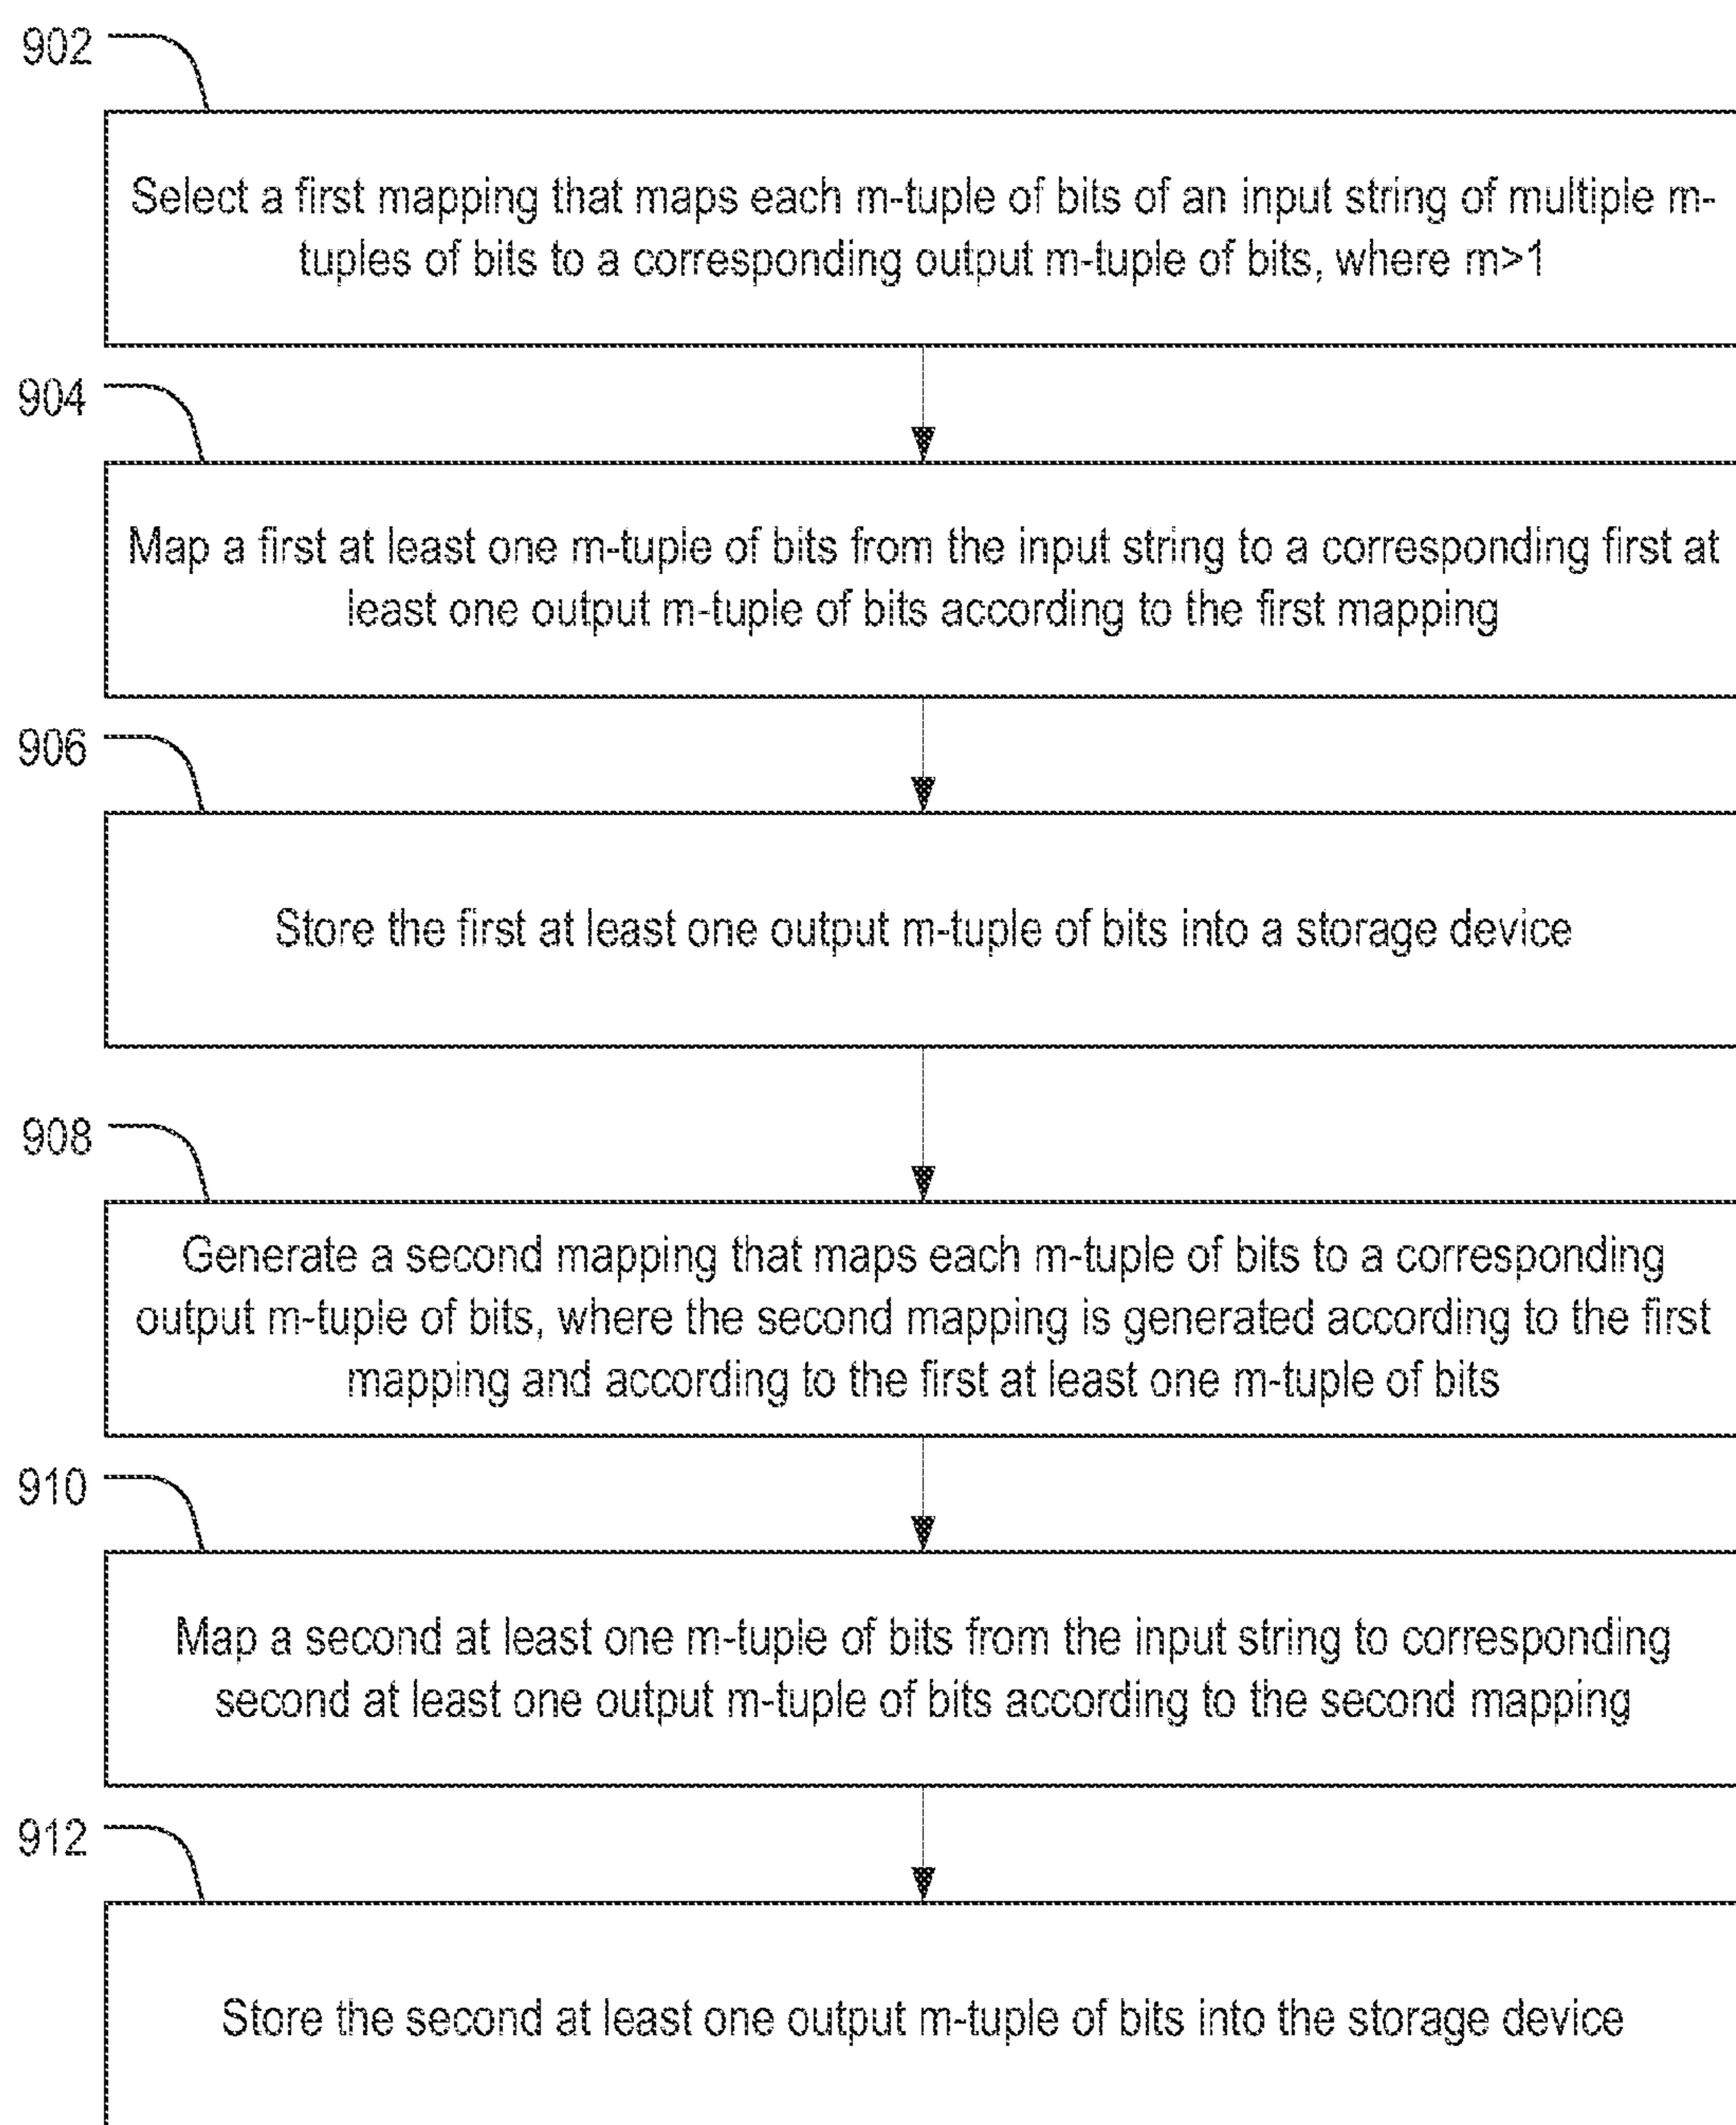 902
Select a first mapping that maps each m-tuple of bits of an input string of multiple m-
tuples of bits to a corresponding output m-tuple of bits, where m>1
904
Map a first at least one m-tuple of bits from the input string to a corresponding first at
least one output m-tuple of bits according to the first mapping
906
Store the first at least one output m-tuple of bits into a storage device
908
Generate a second mapping that maps each m-tuple of bits to a corresponding
output m-tuple of bits, where the second mapping is generated according to the first
mapping and according to the first at least one m-tuple of bits
910
Map a second at least one m-tuple of bits from the input string to corresponding
second at least one output m-tuple of bits according to the second mapping
912
Store the second at least one output m-tuple of bits into the storage device